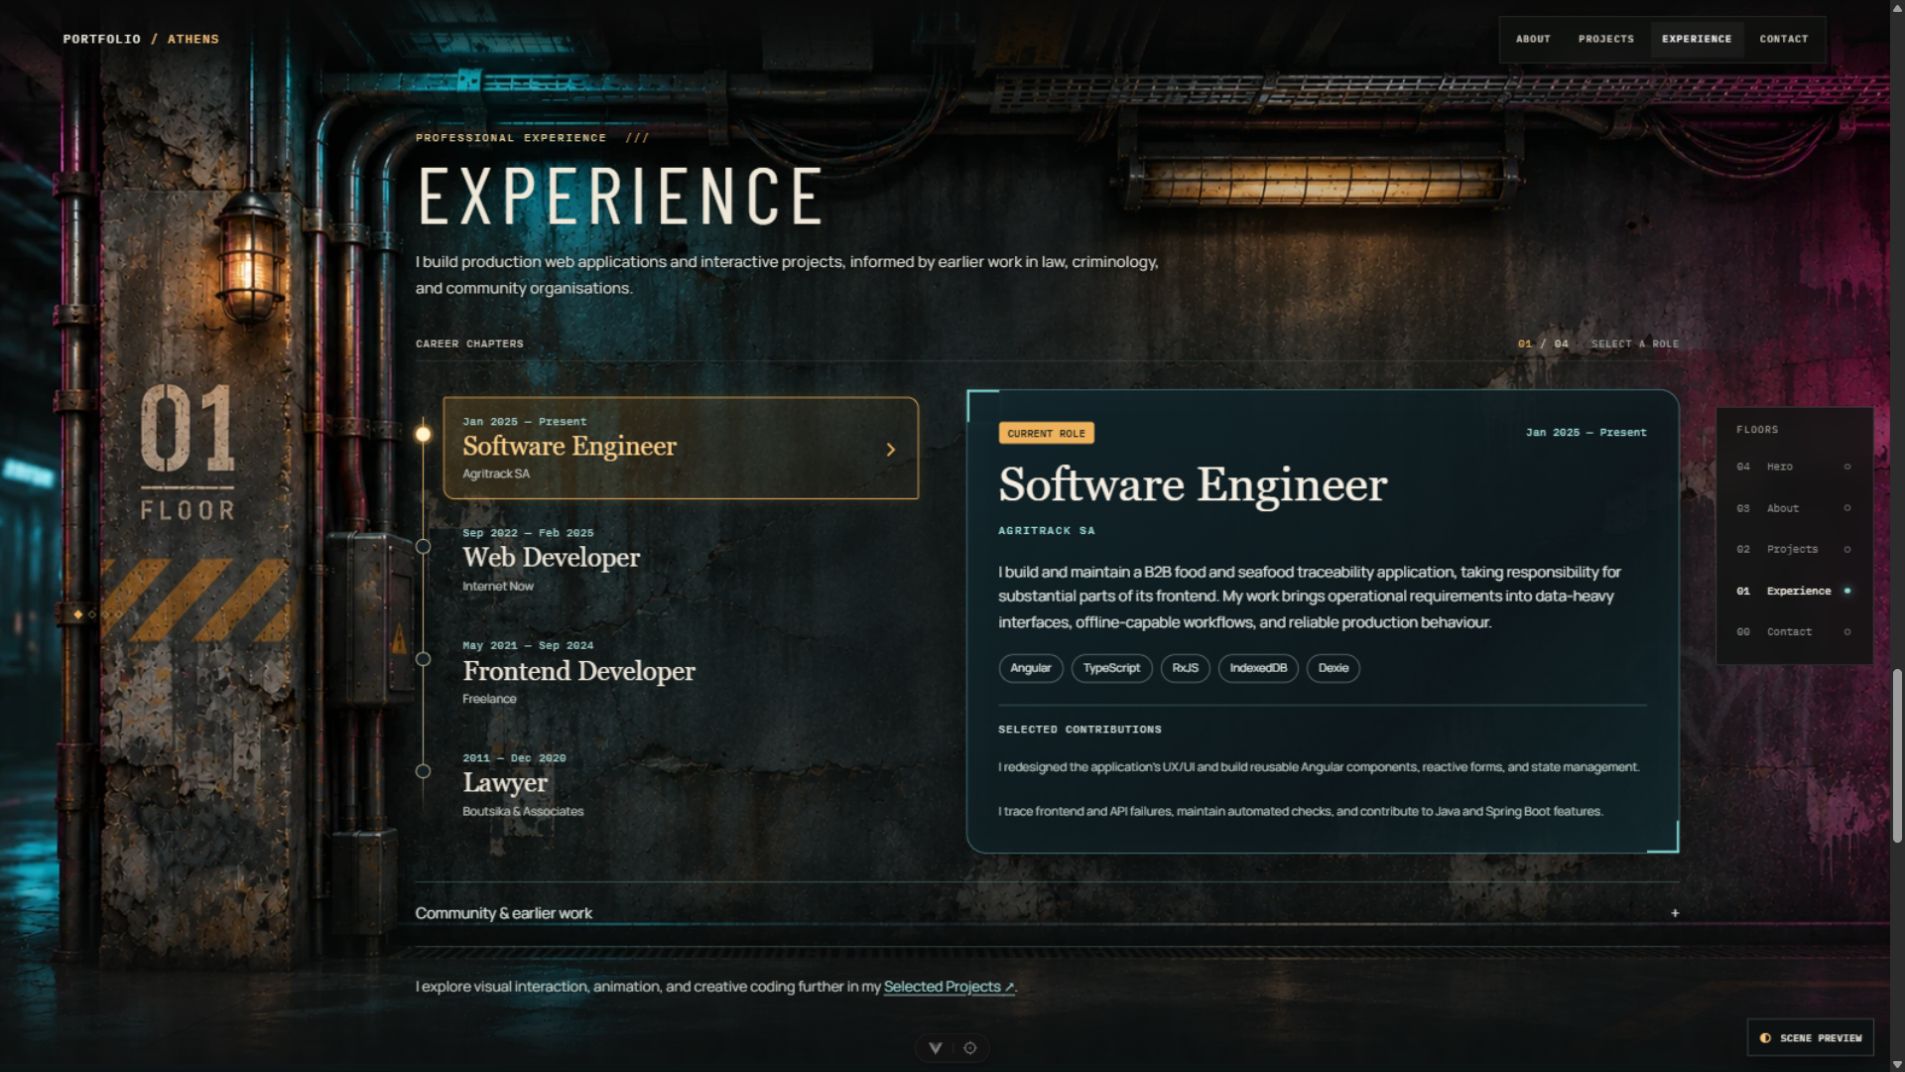 PORTFOLIO / ATHENS
ABOUT PROJECTS EXPERIENCE CONTACT
PROFESSIONAL EXPERIENCE ///
EXPERIENCE
I build production web applications and interactive projects, informed by earlier work in law, criminology,
and community organisations.
CAREER CHAPTERS
01 / 04 SELECT A ROLE
01
FLOOR
Jan 2025 — Present
Software Engineer
Agritrack SA
Sep 2022 — Feb 2025
Web Developer
Internet Now
May 2021 — Sep 2024
Frontend Developer
Freelance
2011 — Dec 2020
Lawyer
Boutsika & Associates
CURRENT ROLE
Jan 2025 — Present
Software Engineer
AGRITRACK SA
I build and maintain a B2B food and seafood traceability application, taking responsibility for
substantial parts of its frontend. My work brings operational requirements into data-heavy
interfaces, offline-capable workflows, and reliable production behaviour.
Angular TypeScript RxJS IndexedDB Dexie
SELECTED CONTRIBUTIONS
I redesigned the application's UX/UI and build reusable Angular components, reactive forms, and state management.
I trace frontend and API failures, maintain automated checks, and contribute to Java and Spring Boot features.
FLOORS
04 Hero
03 About
02 Projects
01 Experience
00 Contact
Community & earlier work +
I explore visual interaction, animation, and creative coding further in my Selected Projects ↗.
SCENE PREVIEW